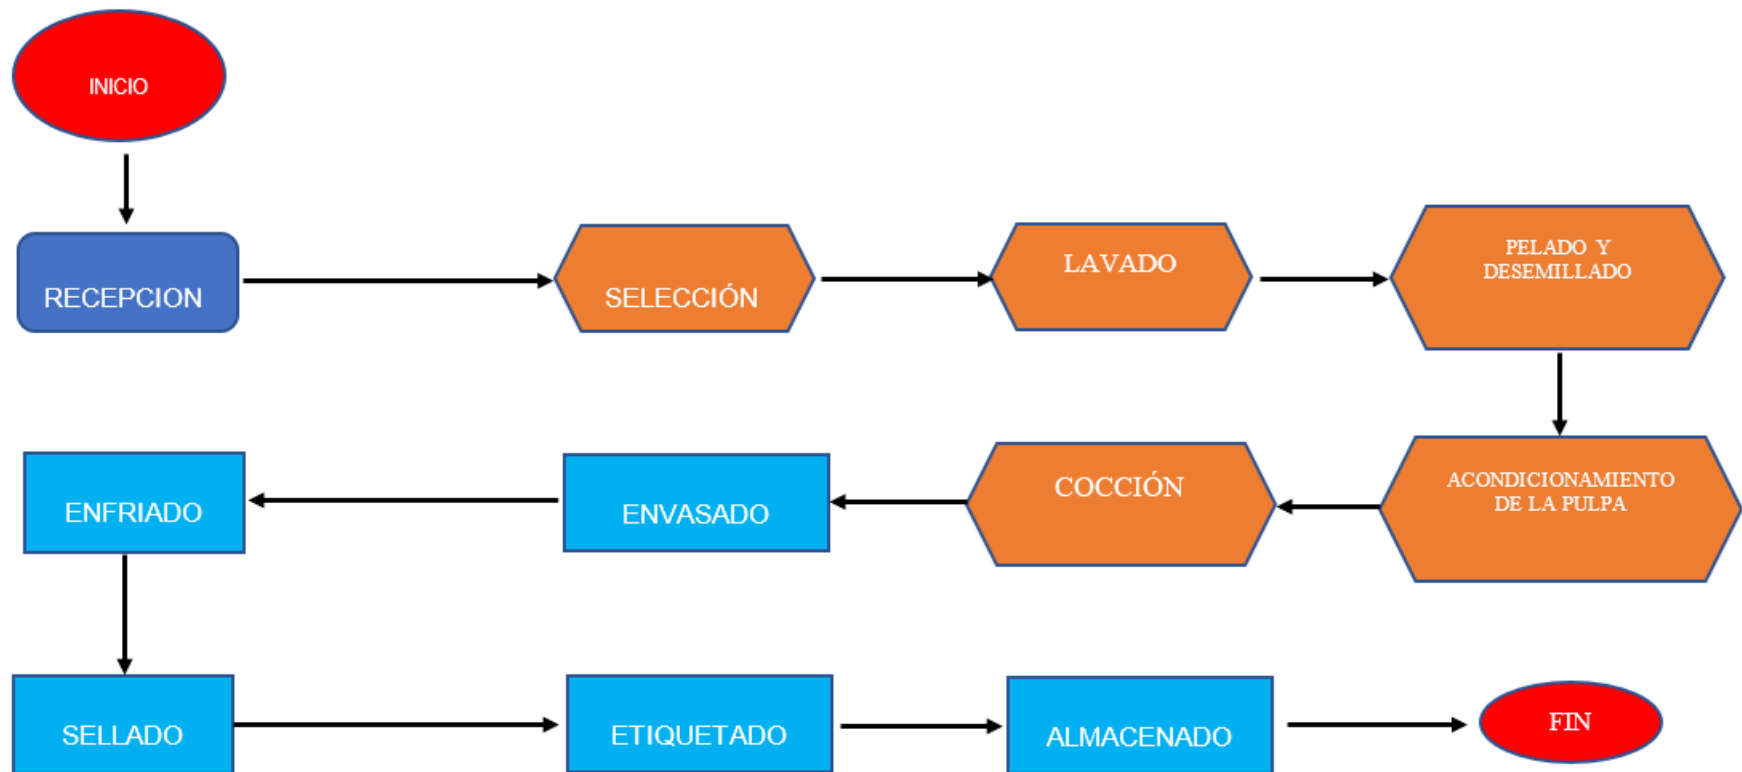 INICIO
RECEPCION
SELECCIÓN
LAVADO
PELADO Y
DESEMILLADO
ACONDICIONAMIENTO
DE LA PULPA
COCCIÓN
ENVASADO
ENFRIADO
SELLADO
ETIQUETADO
ALMACENADO
FIN